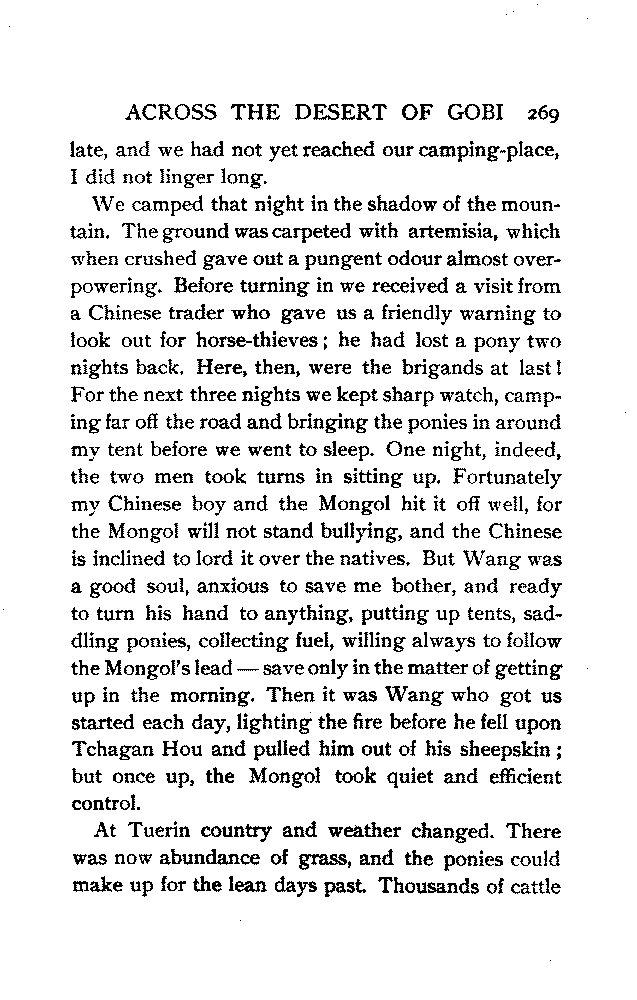 ACROSS THE DESERT OF GOBI 269
late, and we had not yet reached our camping-place,
I did not linger long.
We camped that night in the shadow of the moun-
tain. The ground was carpeted with artemisia, which
when crushed gave out a pungent odour almost over-
powering. Before turning in we received a visit from
a Chinese trader who gave us a friendly warning to
look out for horse-thieves; he had lost a pony two
nights back. Here, then, were the brigands at last!
For the next three nights we kept sharp watch, camp-
ing far off the road and bringing the ponies in around
my tent before we went to sleep. One night, indeed,
the two men took turns in sitting up. Fortunately
my Chinese boy and the Mongol hit it off well, for
the Mongol will not stand bullying, and the Chinese
is inclined to lord it over the natives. But Wang was
a good soul, anxious to save me bother, and ready
to turn his hand to anything, putting up tents, sad-
dling ponies, collecting fuel, willing always to follow
the Mongol's lead — save only in the matter of getting
up in the morning. Then it was Wang who got us
started each day, lighting the fire before he fell upon
Tchagan Hou and pulled him out of his sheepskin;
but once up, the Mongol took quiet and efficient
control.
At Tuerin country and weather changed. There
was now abundance of grass, and the ponies could
make up for the lean days past. Thousands of cattle